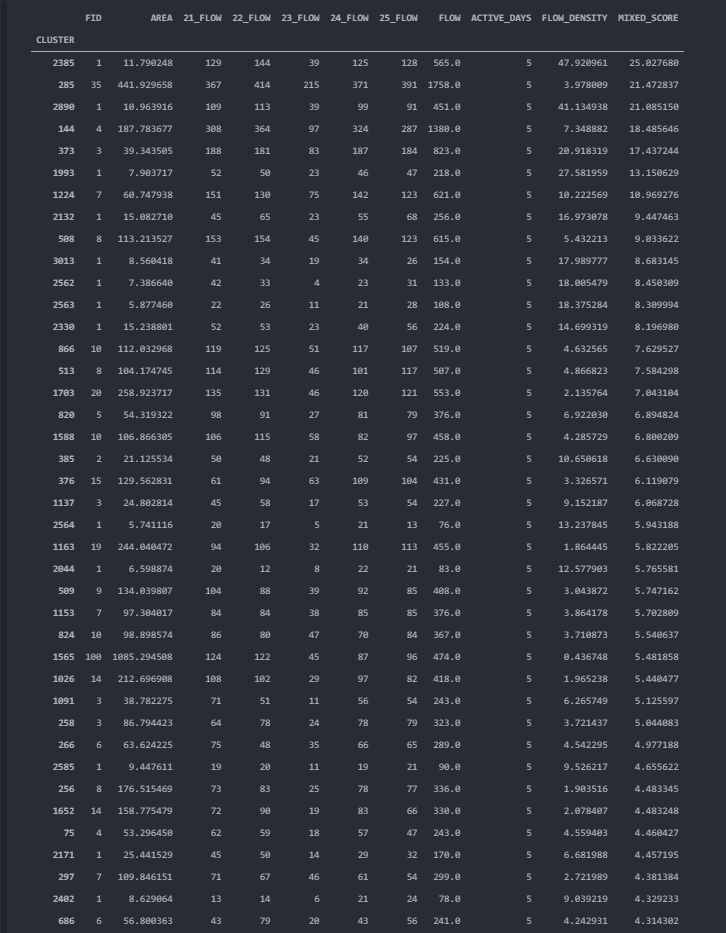 FID AREA 21_FLOW 22_FLOW 23_FLOW 24_FLOW 25_FLOW FLOW ACTIVE_DAYS FLOW_DENSITY MIXED_SCORE
CLUSTER
2385 1 11.790248 129 144 39 125 128 565.0 5 47.920961 25.027680
285 35 441.929658 367 414 215 371 391 1758.0 5 3.978009 21.472837
2890 1 10.963916 109 113 39 99 91 451.0 5 41.134938 21.085150
144 4 187.783677 308 364 97 324 287 1380.0 5 7.348882 18.485646
373 3 39.343505 188 181 83 187 184 823.0 5 20.918319 17.437244
1993 1 7.903717 52 50 23 46 47 218.0 5 27.581959 13.150629
1224 7 60.747938 151 130 75 142 123 621.0 5 10.222569 10.969276
2132 1 15.082710 45 65 23 55 68 256.0 5 16.973078 9.447463
508 8 113.213527 153 154 45 140 123 615.0 5 5.432213 9.033622
3013 1 8.560418 41 34 19 34 26 154.0 5 17.989777 8.683145
2562 1 7.386640 42 33 4 23 31 133.0 5 18.005479 8.450309
2563 1 5.877460 22 26 11 21 28 108.0 5 18.375284 8.309994
2330 1 15.238801 52 53 23 40 56 224.0 5 14.699319 8.196980
866 10 112.032968 119 125 51 117 107 519.0 5 4.632565 7.629527
513 8 104.174745 114 129 46 101 117 507.0 5 4.866823 7.584298
1703 20 258.923717 135 131 46 120 121 553.0 5 2.135764 7.043104
820 5 54.319322 98 91 27 81 79 376.0 5 6.922030 6.894824
1588 10 106.866305 106 115 58 82 97 458.0 5 4.285729 6.800209
385 2 21.125534 50 48 21 52 54 225.0 5 10.650618 6.630090
376 15 129.562831 61 94 63 109 104 431.0 5 3.326571 6.119079
1137 3 24.802814 45 58 17 53 54 227.0 5 9.152187 6.068728
2564 1 5.741116 20 17 5 21 13 76.0 5 13.237845 5.943188
1163 19 244.040472 94 106 32 110 113 455.0 5 1.864445 5.822205
2044 1 6.598874 20 12 8 22 21 83.0 5 12.577903 5.765581
509 9 134.039807 104 88 39 92 85 408.0 5 3.043872 5.747162
1153 7 97.304017 84 84 38 85 85 376.0 5 3.864178 5.702809
824 10 98.898574 86 80 47 70 84 367.0 5 3.710873 5.540637
1565 100 1085.294508 124 122 45 87 96 474.0 5 0.436748 5.481858
1026 14 212.696908 108 102 29 97 82 418.0 5 1.965238 5.440477
1091 3 38.782275 71 51 11 56 54 243.0 5 6.265749 5.125597
258 3 86.794423 64 78 24 78 79 323.0 5 3.721437 5.044083
266 6 63.624225 75 48 35 66 65 289.0 5 4.542295 4.977188
2585 1 9.447611 19 20 11 19 21 90.0 5 9.526217 4.655622
256 8 176.515469 73 83 25 78 77 336.0 5 1.903516 4.483345
1652 14 158.775479 72 90 19 83 66 330.0 5 2.078407 4.483248
75 4 53.296450 62 59 18 57 47 243.0 5 4.559403 4.460427
2171 1 25.441529 45 50 14 29 32 170.0 5 6.681988 4.457195
297 7 109.846151 71 67 46 61 54 299.0 5 2.721989 4.381384
2402 1 8.629064 13 14 6 21 24 78.0 5 9.039219 4.329233
686 6 56.800363 43 79 20 43 56 241.0 5 4.242931 4.314302